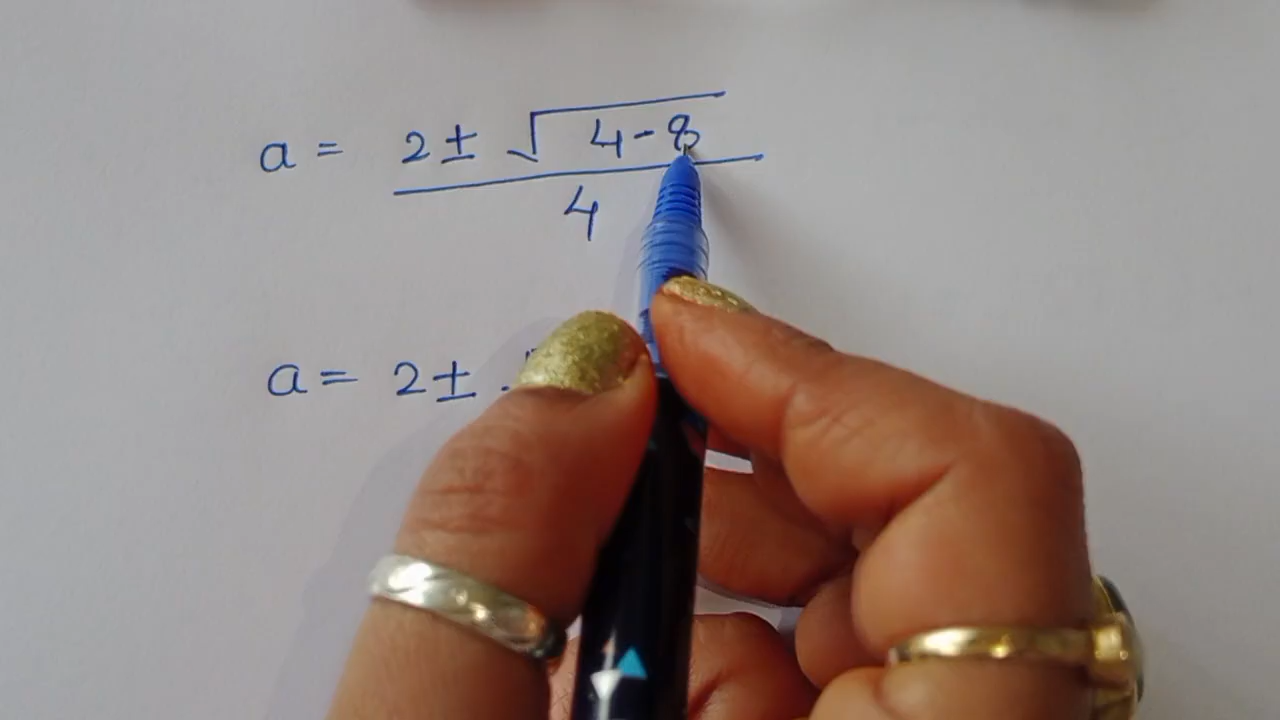 a = 2 ± √4-8
4
a = 2 ±